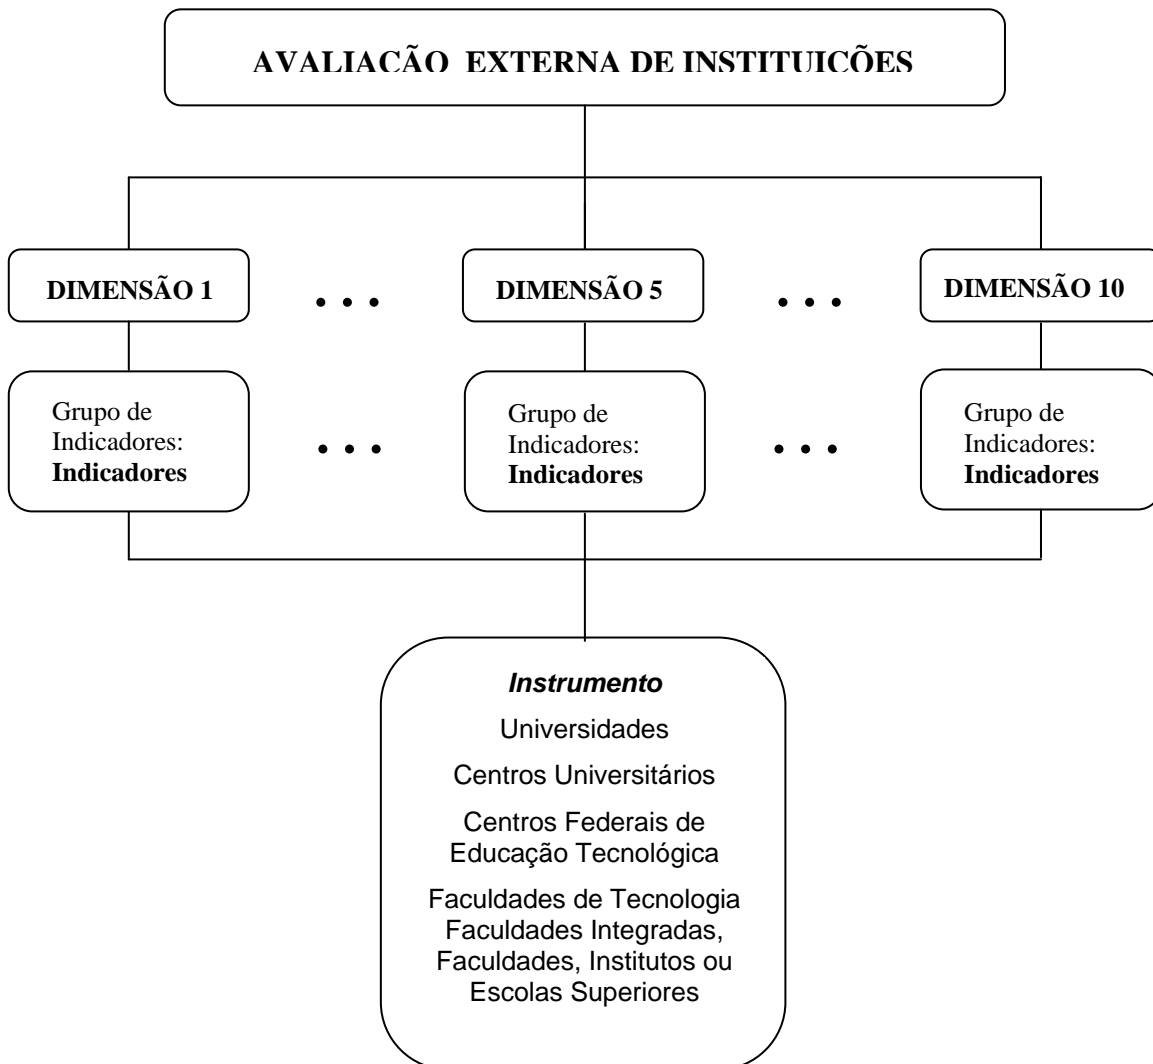 AVALIAÇÃO EXTERNA DE INSTITUIÇÕES
DIMENSÃO 1
• • •
DIMENSÃO 5
• • •
DIMENSÃO 10
Grupo de
Indicadores:
Indicadores
• • •
Grupo de
Indicadores:
Indicadores
• • •
Grupo de
Indicadores:
Indicadores
Instrumento
Universidades
Centros Universitários
Centros Federais de
Educação Tecnológica
Faculdades de Tecnologia
Faculdades Integradas,
Faculdades, Institutos ou
Escolas Superiores